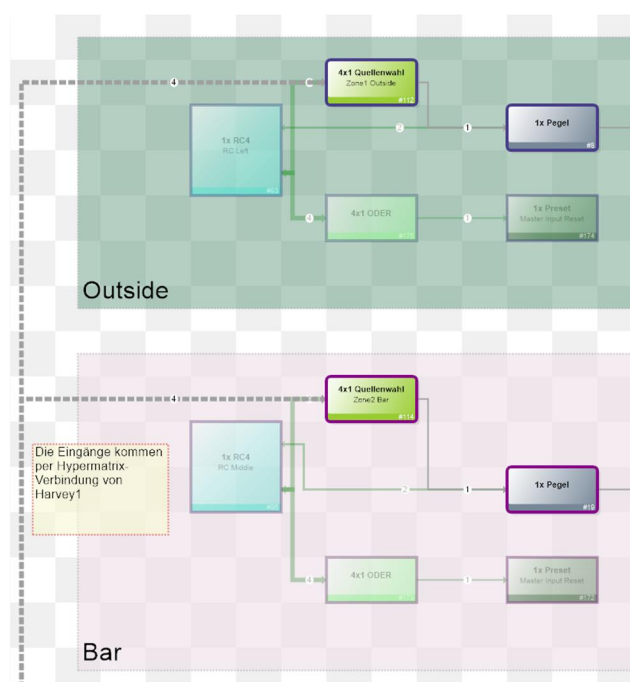 4x1 Quellenwahl
Zone1 Outside
#112
4
1x RC4
RC Left
2
1
1x Pegel
#8
4
4x1 ODER
#175
1
1x Preset
Master Input Reset
#174
Outside
4x1 Quellenwahl
Zone2 Bar
#114
4
1x RC4
RC Middle
2
1
1x Pegel
#19
Die Eingänge kommen
per Hypermatrix-
Verbindung von
Harvey1
4
4x1 ODER
1
1x Preset
Master Input Reset
#172
Bar